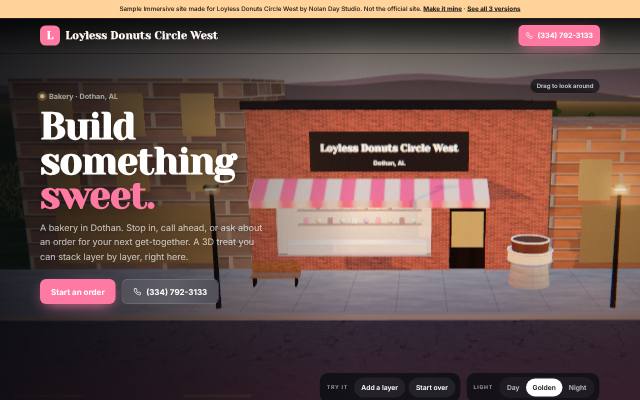 Sample Immersive site made for Loyless Donuts Circle West by Nolan Day Studio. Not the official site. Make it mine · See all 3 versions
L Loyless Donuts Circle West
(334) 792-3133
Drag to look around
Bakery · Dothan, AL
Build
something
sweet.
Loyless Donuts Circle West
Dothan, AL
A bakery in Dothan. Stop in, call ahead, or ask about
an order for your next get-together. A 3D treat you
can stack layer by layer, right here.
Start an order (334) 792-3133
TRY IT Add a layer Start over LIGHT Day Golden Night